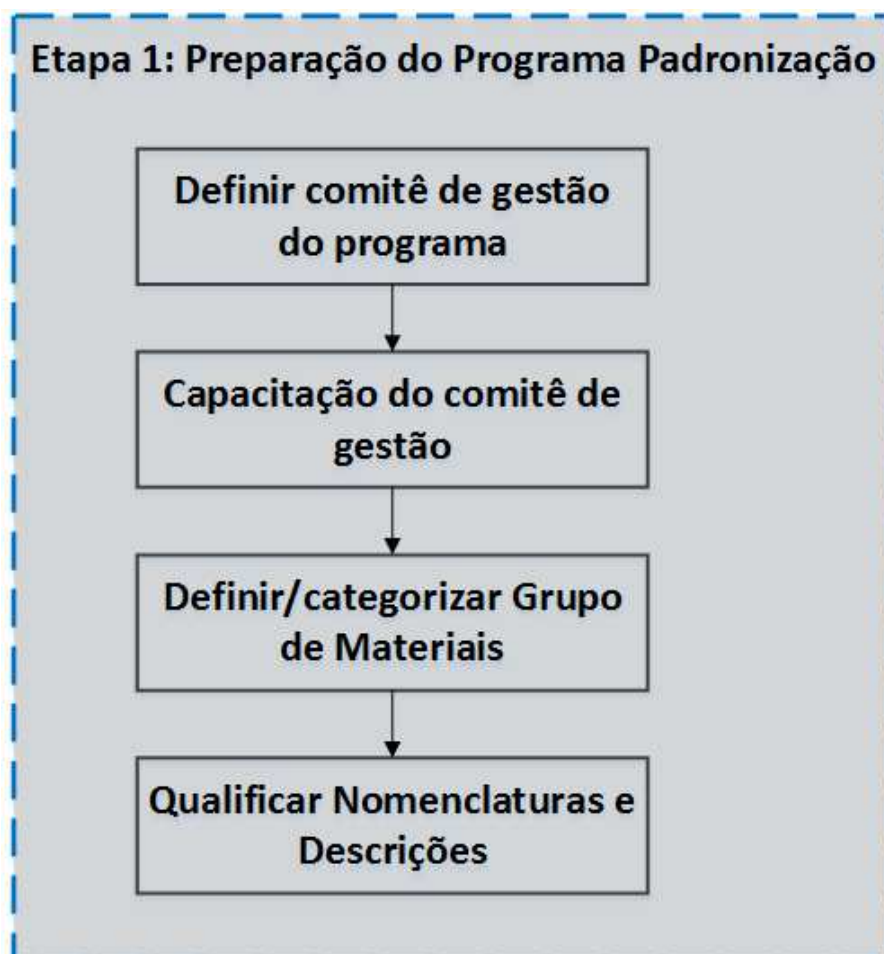 Etapa 1: Preparação do Programa Padronização
Definir comitê de gestão
do programa
Capacitação do comitê de
gestão
Definir/categorizar Grupo
de Materiais
Qualificar Nomenclaturas e
Descrições